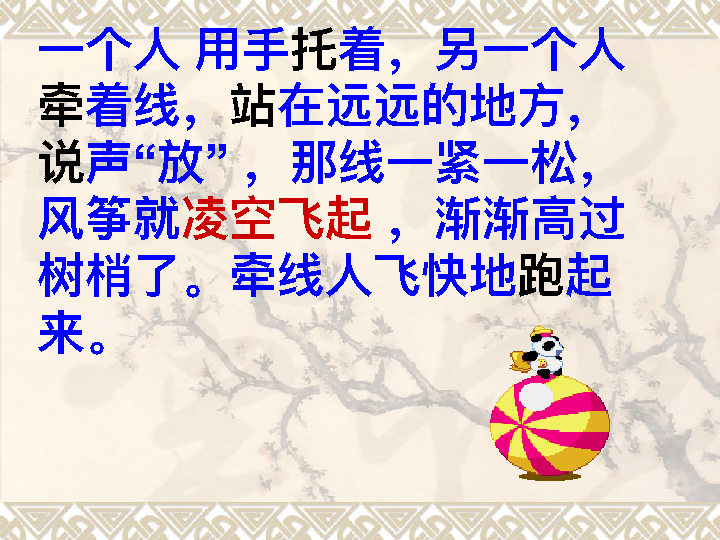 一个人 用手托着，另一个人
牵着线，站在远远的地方，
说声“放” ，那线一紧一松，
风筝就凌空飞起 ，渐渐高过
树梢了。牵线人飞快地跑起
来。